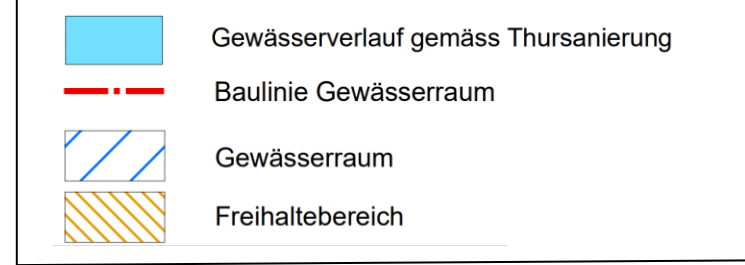 Gewässerverlauf gemäss Thursanierung
Baulinie Gewässerraum
Gewässerraum
Freihaltebereich